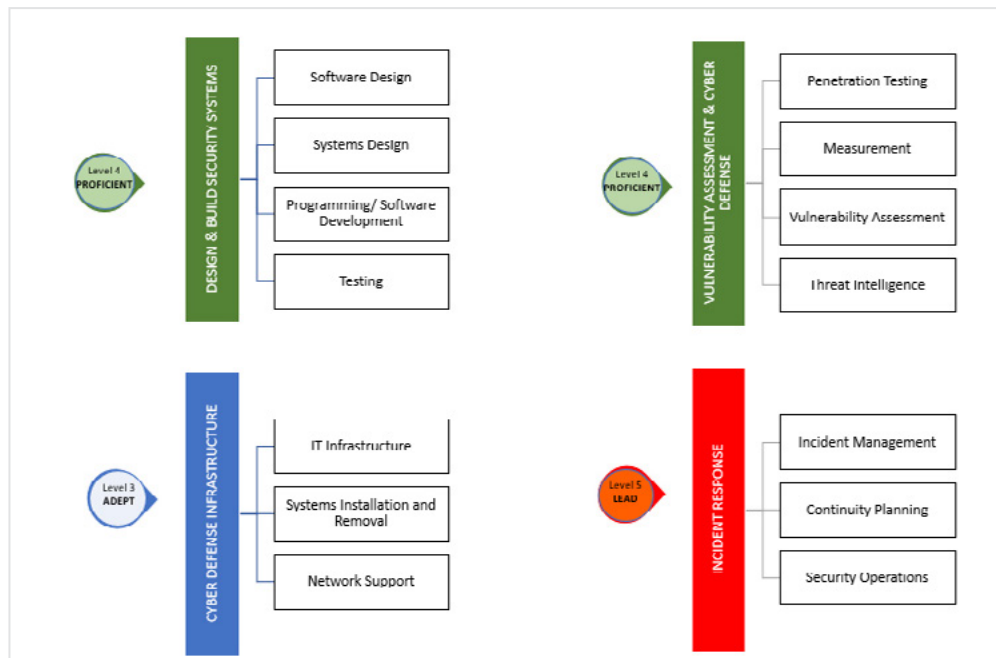 Level 4
PROFICIENT
DESIGN & BUILD SECURITY SYSTEMS
Software Design
Systems Design
Programming/ Software
Development
Testing
Level 4
PROFICIENT
VULNERABILITY ASSESSMENT & CYBER
DEFENSE
Penetration Testing
Measurement
Vulnerability Assessment
Threat Intelligence
Level 3
ADEPT
CYBER DEFENSE INFRASTRUCTURE
IT Infrastructure
Systems Installation and
Removal
Network Support
Level 5
LEAD
INCIDENT RESPONSE
Incident Management
Continuity Planning
Security Operations